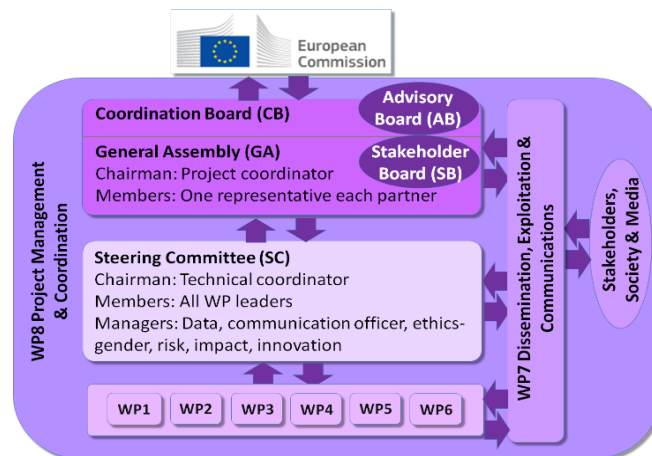 European
Commission
Coordination Board (CB)
Advisory
Board (AB)
General Assembly (GA)
Chairman: Project coordinator
Members: One representative each partner
Stakeholder
Board (SB)
Steering Committee (SC)
Chairman: Technical coordinator
Members: All WP leaders
Managers: Data, communication officer, ethics-
gender, risk, impact, innovation
WP1
WP2
WP3
WP4
WP5
WP6
WP8 Project Management
& Coordination
WP7 Dissemination, Exploitation &
Communications
Stakeholders,
Society & Media